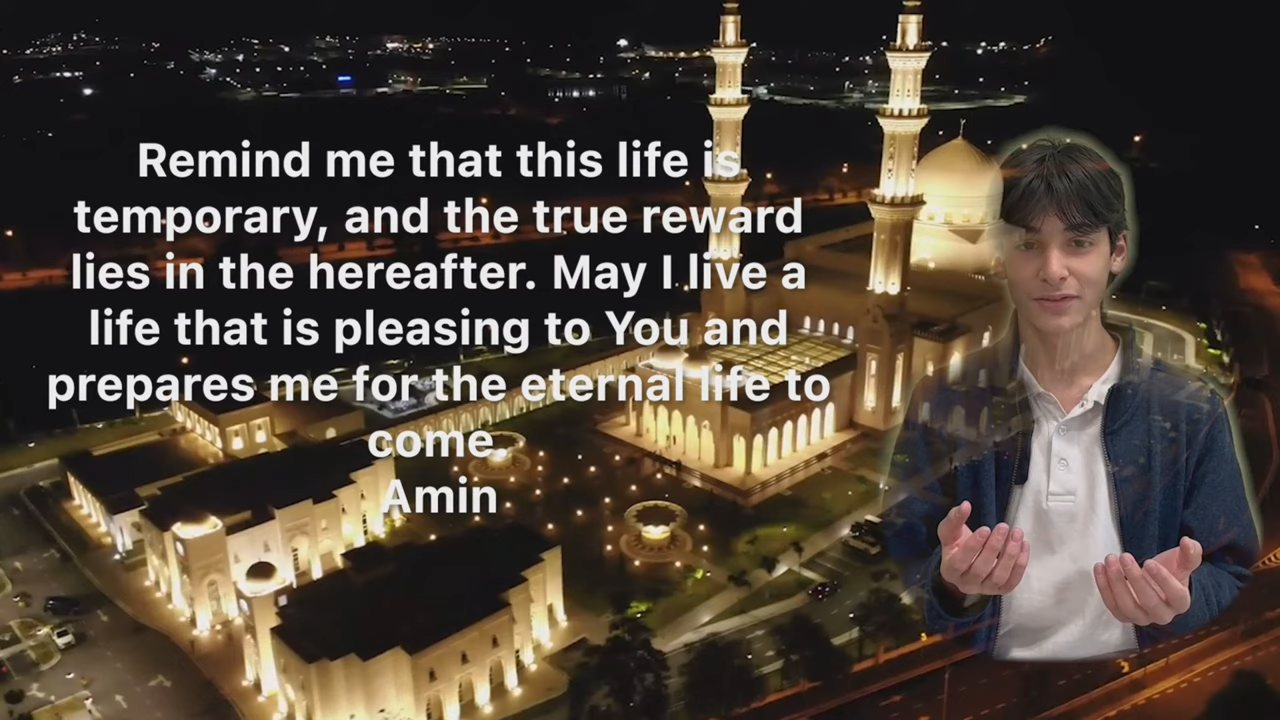 Remind me that this life is
temporary, and the true reward
lies in the hereafter. May I live a
life that is pleasing to You and
prepares me for the eternal life to
come.
Amin